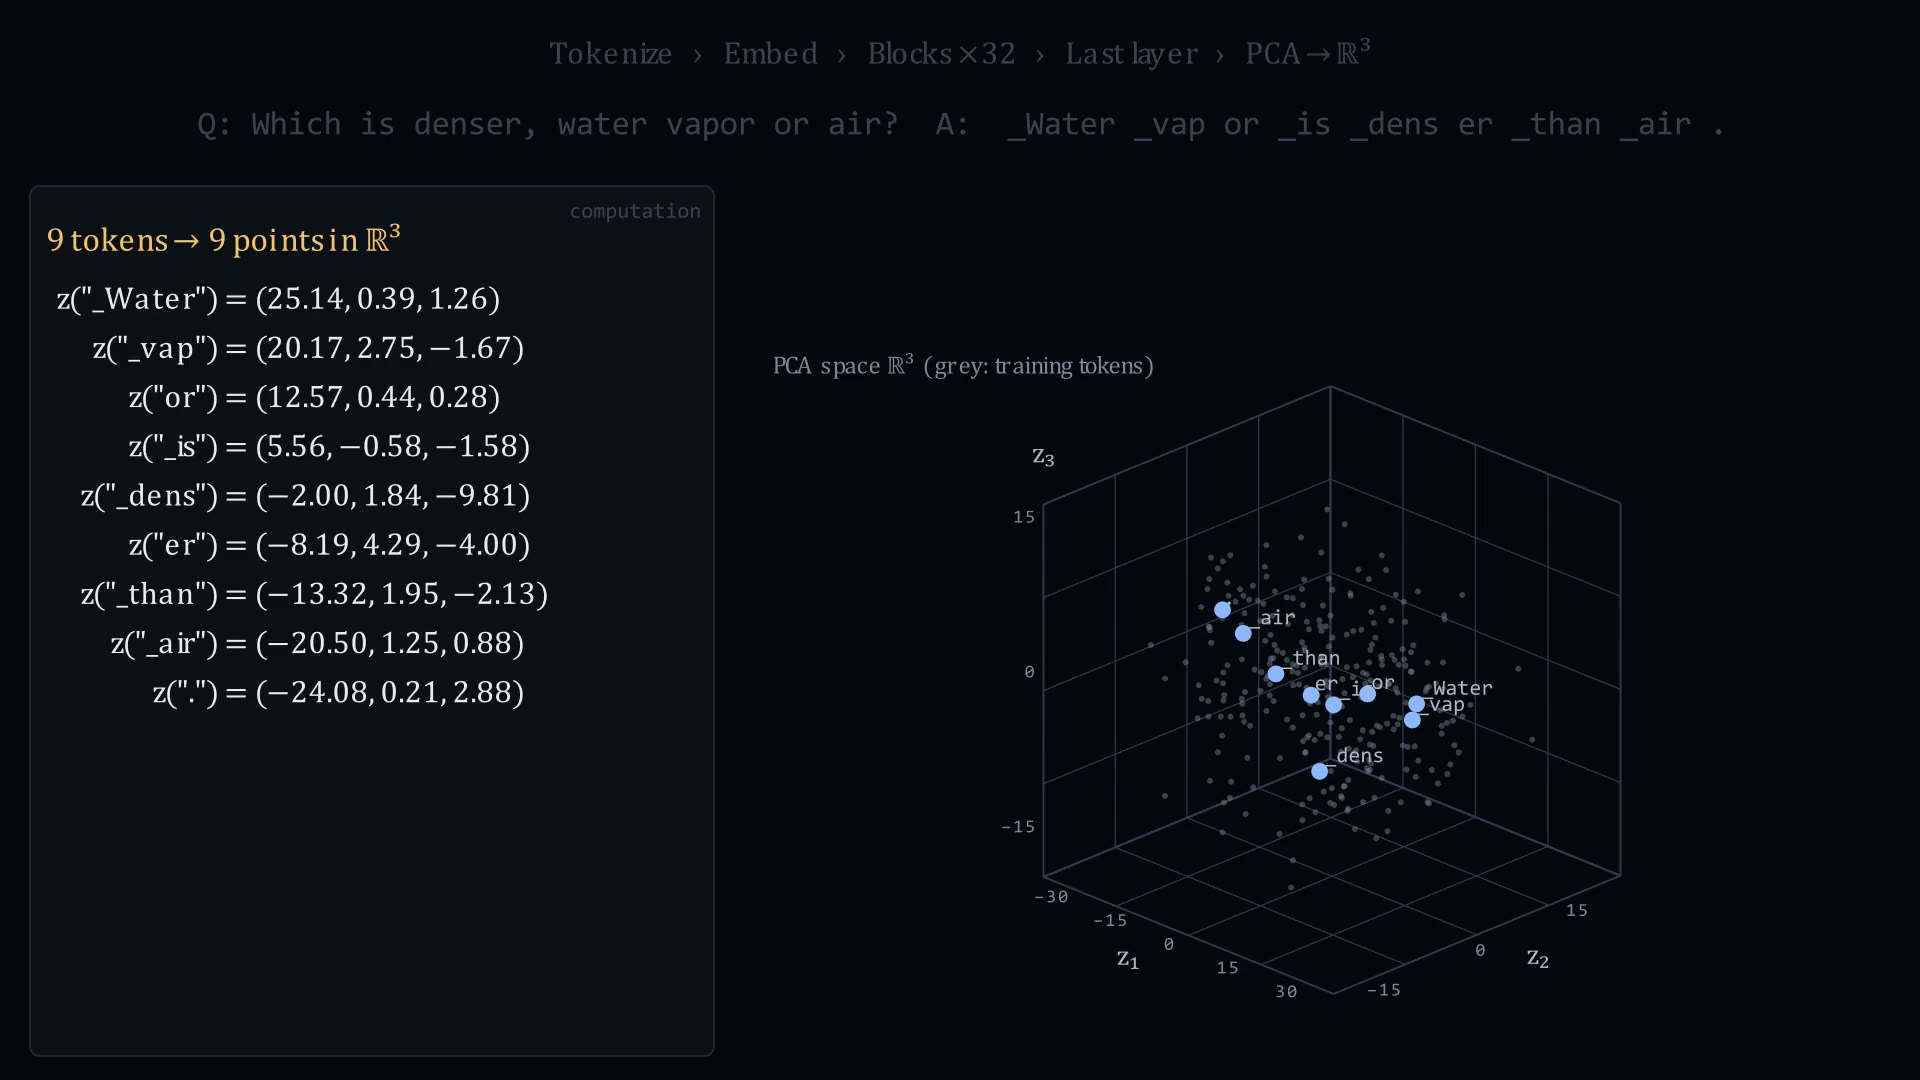 Tokenize › Embed › Blocks×32 › Last layer › PCA→ℝ³
Q: Which is denser, water vapor or air?  A:  _Water _vap or _is _dens er _than _air .
computation
9 tokens → 9 points in ℝ³
z("_Water") = (25.14, 0.39, 1.26)
z("_vap") = (20.17, 2.75, −1.67)
z("or") = (12.57, 0.44, 0.28)
z("_is") = (5.56, −0.58, −1.58)
z("_dens") = (−2.00, 1.84, −9.81)
z("er") = (−8.19, 4.29, −4.00)
z("_than") = (−13.32, 1.95, −2.13)
z("_air") = (−20.50, 1.25, 0.88)
z(".") = (−24.08, 0.21, 2.88)
PCA space ℝ³ (grey: training tokens)
z₃
15
0
−15
.
_air
_than
er
_i
or
_Water
_vap
_dens
−30
−15
0
15
30
z₁
−15
0
15
z₂